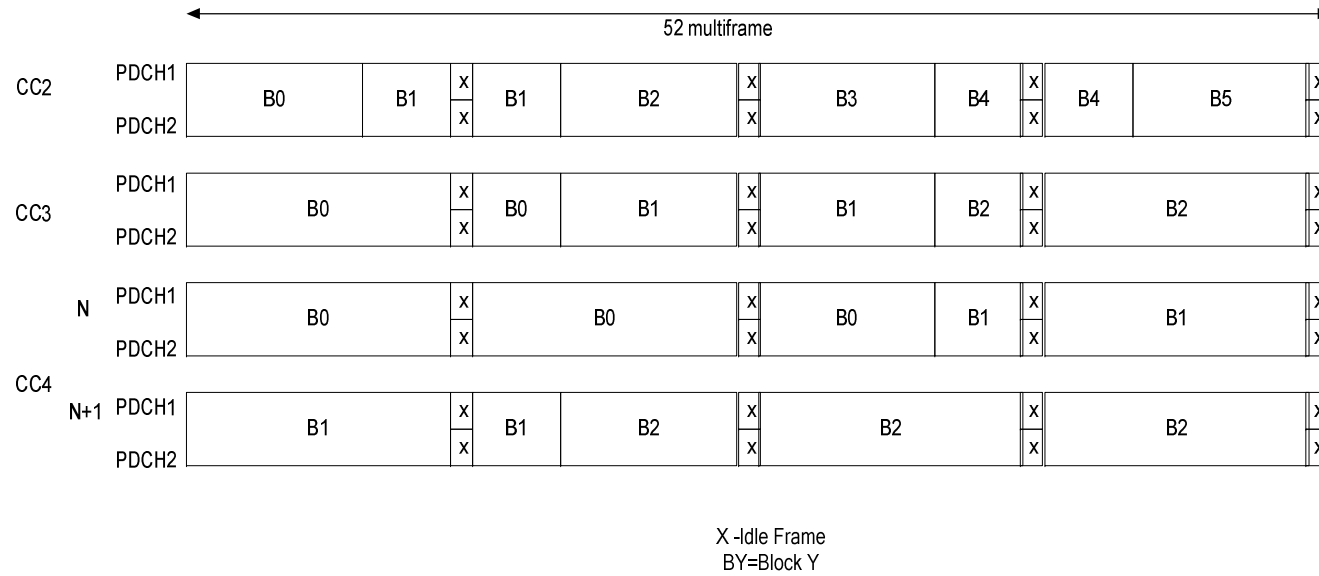 52 multiframe
CC2
PDCH1
PDCH2
B0 B1 X B1 B2 X B3 B4 X B4 B5 X
X X X X
CC3
PDCH1
PDCH2
B0 X B0 B1 X B1 B2 X B2 X
X X X X
CC4
N
PDCH1
PDCH2
B0 X B0 X B0 B1 X B1 X
X X X X
N+1
PDCH1
PDCH2
B1 X B1 B2 X B2 X B2 X
X X X X
X -Idle Frame
BY=Block Y